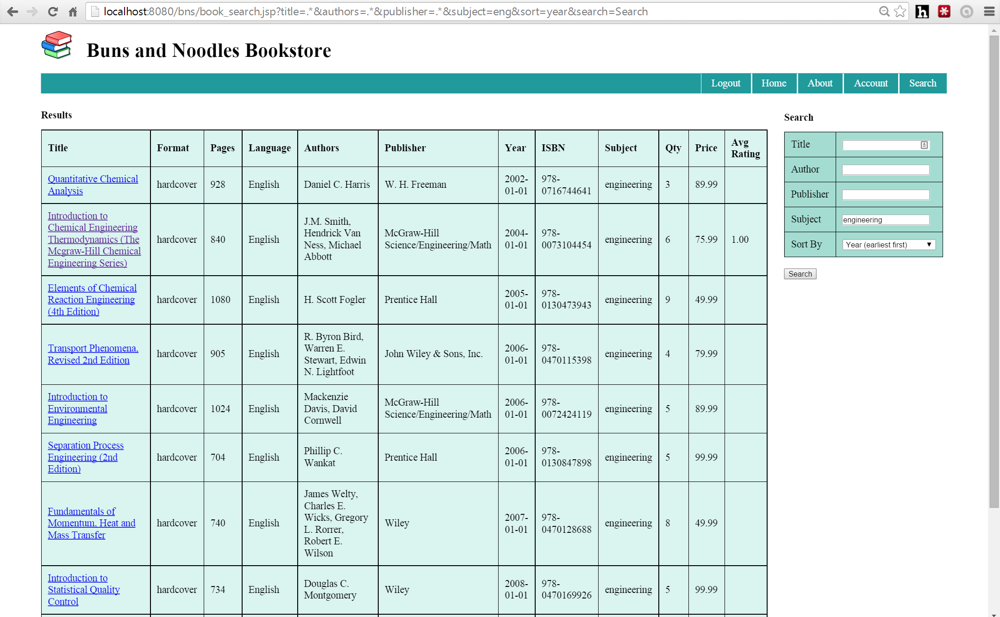 localhost:8080/bns/book_search.jsp?title=.*&authors=.*&publisher=.*&subject=eng&sort=year&search=Search
Buns and Noodles Bookstore
Logout Home About Account Search
Results
Title Format Pages Language Authors Publisher Year ISBN Subject Qty Price Avg
Rating
Quantitative Chemical
Analysis
hardcover 928 English Daniel C. Harris W. H. Freeman
2002-
01-01
978-
0716744641
engineering 3 89.99
Introduction to
Chemical Engineering
Thermodynamics (The
Mcgraw-Hill Chemical
Engineering Series)
hardcover 840 English
J.M. Smith,
Hendrick Van
Ness, Michael
Abbott
McGraw-Hill
Science/Engineering/Math
2004-
01-01
978-
0073104454
engineering 6 75.99 1.00
Elements of Chemical
Reaction Engineering
(4th Edition)
hardcover 1080 English H. Scott Fogler Prentice Hall
2005-
01-01
978-
0130473943
engineering 9 49.99
Transport Phenomena,
Revised 2nd Edition
hardcover 905 English
R. Byron Bird,
Warren E.
Stewart, Edwin
N. Lightfoot
John Wiley & Sons, Inc.
2006-
01-01
978-
0470115398
engineering 4 79.99
Introduction to
Environmental
Engineering
hardcover 1024 English
Mackenzie
Davis, David
Cornwell
McGraw-Hill
Science/Engineering/Math
2006-
01-01
978-
0072424119
engineering 5 89.99
Separation Process
Engineering (2nd
Edition)
hardcover 704 English
Phillip C.
Wankat
Prentice Hall
2006-
01-01
978-
0130847898
engineering 5 99.99
Fundamentals of
Momentum, Heat and
Mass Transfer
hardcover 740 English
James Welty,
Charles E.
Wicks, Gregory
L. Rorrer,
Robert E.
Wilson
Wiley
2007-
01-01
978-
0470128688
engineering 8 49.99
Introduction to
Statistical Quality
Control
hardcover 734 English
Douglas C.
Montgomery
Wiley
2008-
01-01
978-
0470169926
engineering 5 99.99
Search
Title
Author
Publisher
Subject engineering
Sort By Year (earliest first)
Search